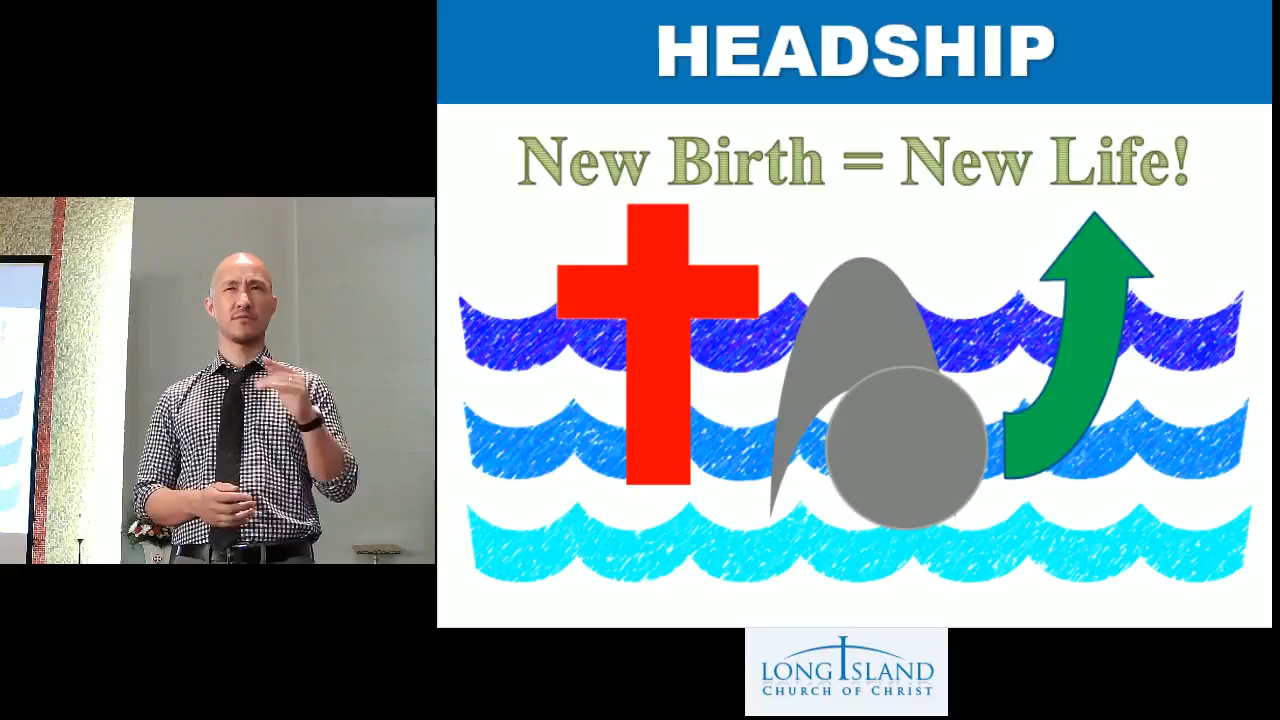 HEADSHIP
New Birth = New Life!
LONG ISLAND
CHURCH OF CHRIST